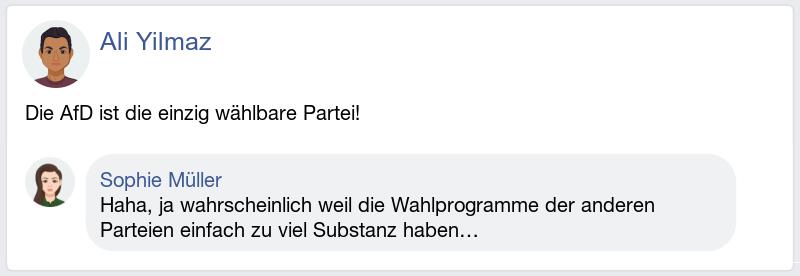 Ali Yilmaz
Die AfD ist die einzig wählbare Partei!
Sophie Müller
Haha, ja wahrscheinlich weil die Wahlprogramme der anderen
Parteien einfach zu viel Substanz haben...